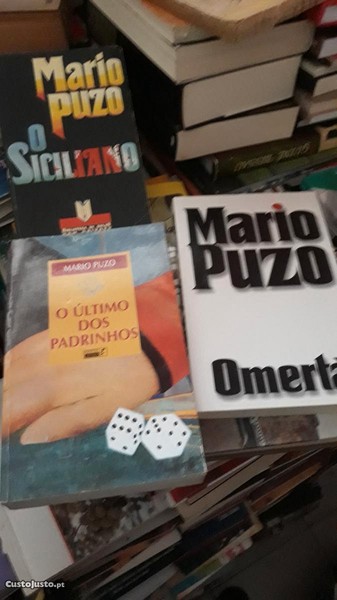 Mario
Puzo
O
Siciliano
Mario
Puzo
Omertà
MARIO PUZO
O ÚLTIMO
DOS
PADRINHOS
CustoJusto.pt